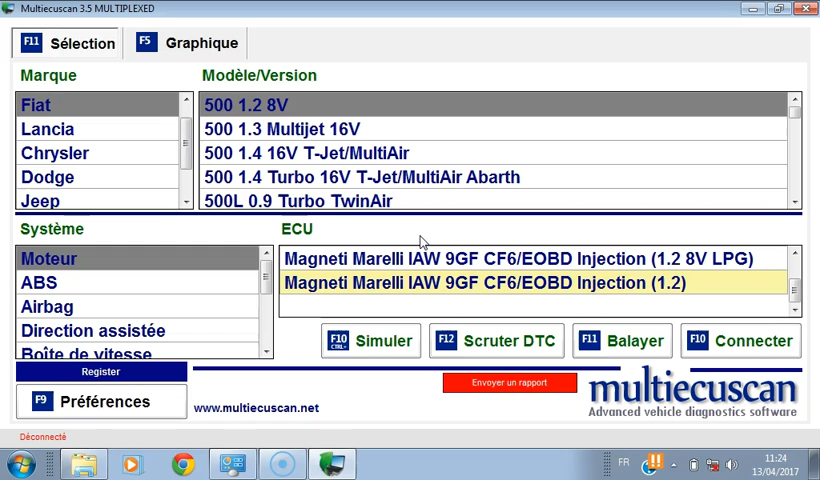 Multiecuscan 3.5 MULTIPLEXED
F11 Sélection
F5 Graphique
Marque
Modèle/Version
Fiat
Lancia
Chrysler
Dodge
Jeep
500 1.2 8V
500 1.3 Multijet 16V
500 1.4 16V T-Jet/MultiAir
500 1.4 Turbo 16V T-Jet/MultiAir Abarth
500L 0.9 Turbo TwinAir
Système
ECU
Moteur
ABS
Airbag
Direction assistée
Boîte de vitesse
Magneti Marelli IAW 9GF CF6/EOBD Injection (1.2 8V LPG)
Magneti Marelli IAW 9GF CF6/EOBD Injection (1.2)
F10 CTRL+ Simuler
F12 Scruter DTC
F11 Balayer
F10 Connecter
Register
F9 Préférences
www.multiecuscan.net
Envoyer un rapport
multiecuscan
Advanced vehicle diagnostics software
Déconnecté
FR
11:24
13/04/2017